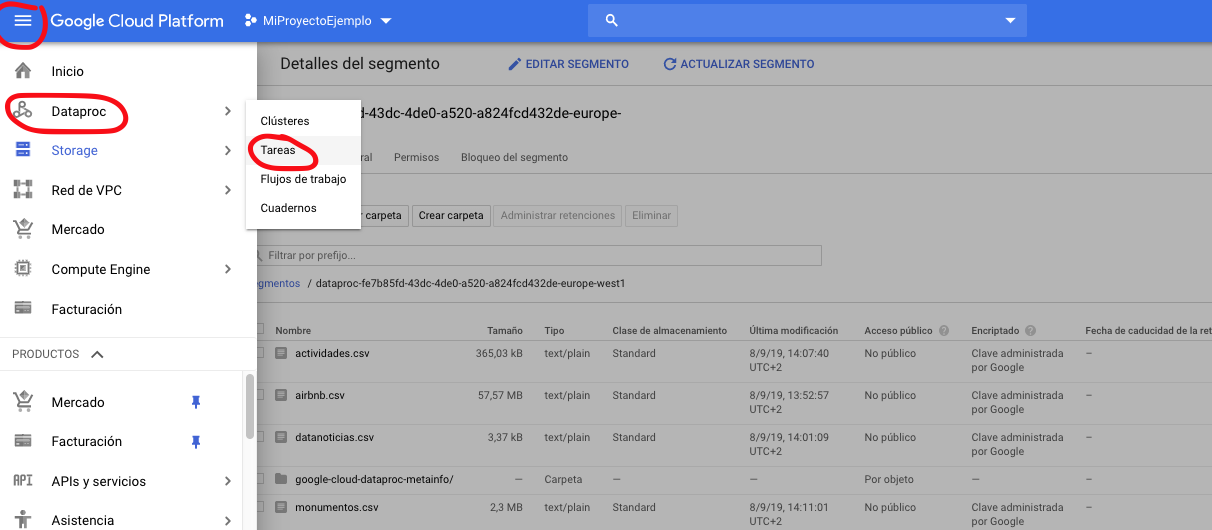 Google Cloud Platform MiProyectoEjemplo
Inicio
Dataproc
Storage
Red de VPC
Mercado
Compute Engine
Facturación
PRODUCTOS
Mercado
Facturación
API APIs y servicios
Asistencia
Clústeres
Tareas
Flujos de trabajo
Cuadernos
Detalles del segmento EDITAR SEGMENTO ACTUALIZAR SEGMENTO
-43dc-4de0-a520-a824fcd432de-europe-
ral Permisos Bloqueo del segmento
r carpeta Crear carpeta Administrar retenciones Eliminar
Filtrar por prefijo...
egmentos / dataproc-fe7b85fd-43dc-4de0-a520-a824fcd432de-europe-west1
Nombre Tamaño Tipo Clase de almacenamiento Última modificación Acceso público ? Encriptado ? Fecha de caducidad de la ret
actividades.csv 365,03 kB text/plain Standard 8/9/19, 14:07:40 No público Clave administrada –
UTC+2 por Google
airbnb.csv 57,57 MB text/plain Standard 8/9/19, 13:52:57 No público Clave administrada –
UTC+2 por Google
datanoticias.csv 3,37 kB text/plain Standard 8/9/19, 14:01:09 No público Clave administrada –
UTC+2 por Google
google-cloud-dataproc-metainfo/ — Carpeta — — Por objeto — –
monumentos.csv 2,3 MB text/plain Standard 8/9/19, 14:11:01 No público Clave administrada –
UTC+2 por Google